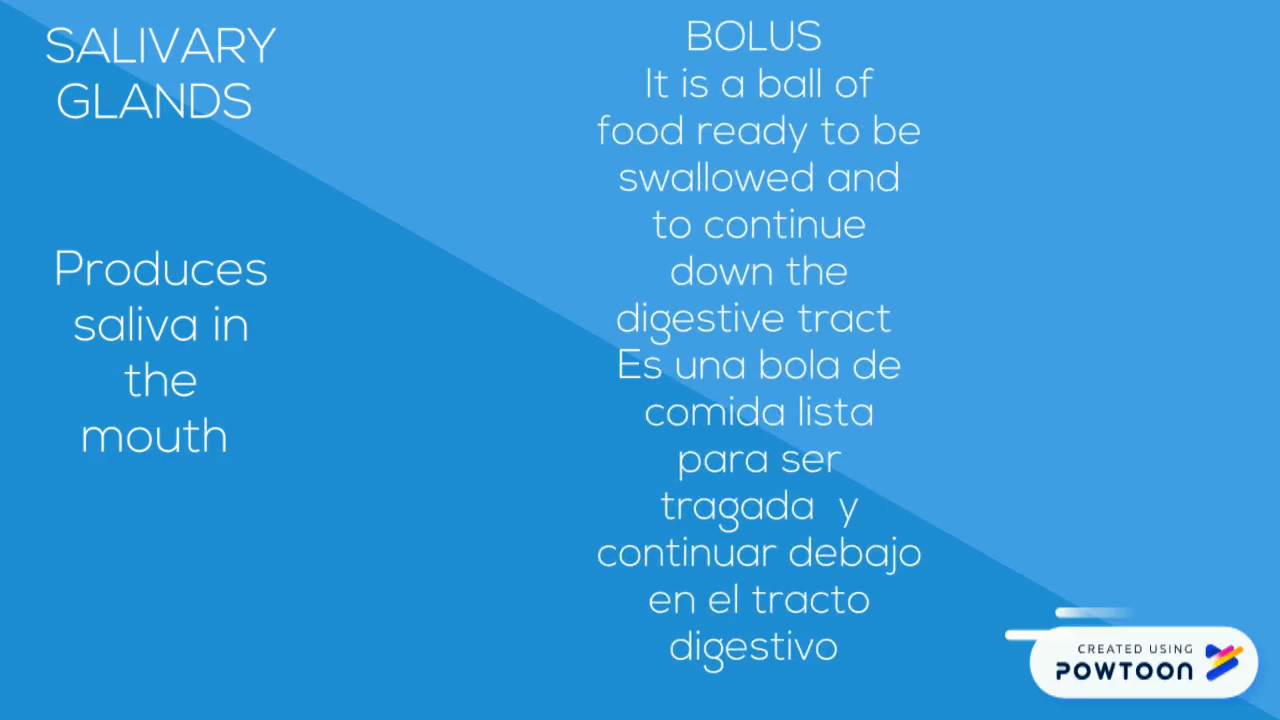 SALIVARY
GLANDS
Produces
saliva in
the
mouth
BOLUS
It is a ball of
food ready to be
swallowed and
to continue
down the
digestive tract
Es una bola de
comida lista
para ser
tragada  y
continuar debajo
en el tracto
digestivo
CREATED USING
POWTOON